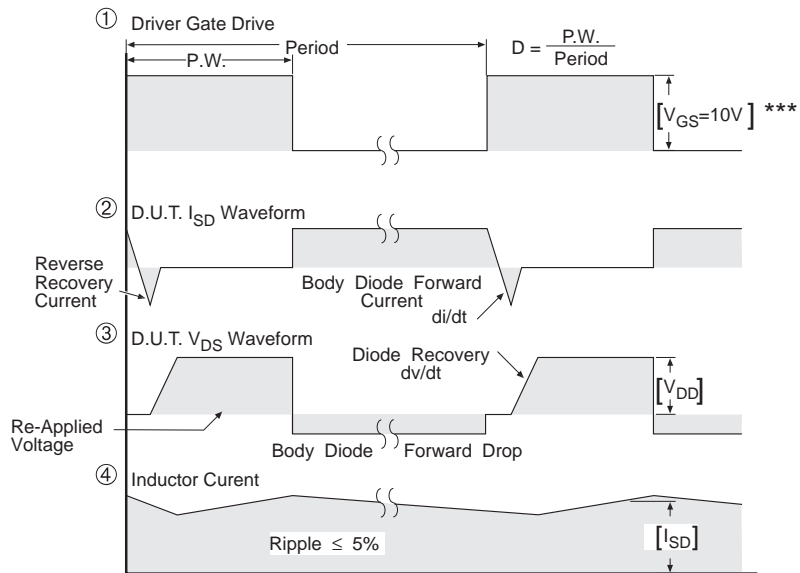 ① Driver Gate Drive
Period
P.W.
D = P.W.
Period
[VGS=10V] ***
② D.U.T. ISD Waveform
Reverse
Recovery
Current
Body Diode Forward
Current
di/dt
③ D.U.T. VDS Waveform
Diode Recovery
dv/dt
[VDD]
Re-Applied
Voltage
Body Diode Forward Drop
④ Inductor Curent
Ripple ≤ 5%
[ISD]